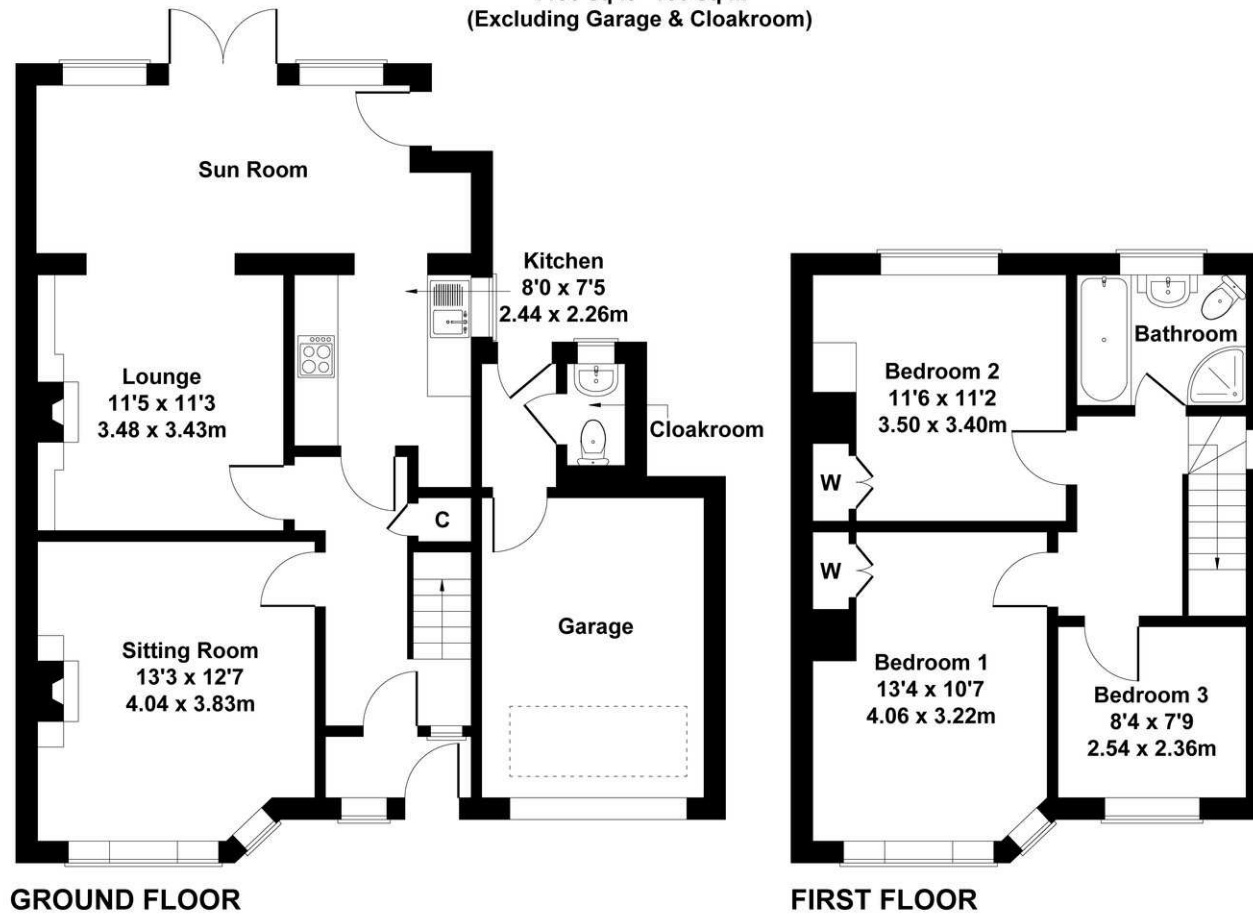 (Excluding Garage & Cloakroom)
Sun Room
Kitchen
8'0 x 7'5
2.44 x 2.26m
Lounge
11'5 x 11'3
3.48 x 3.43m
Cloakroom
C
Sitting Room
13'3 x 12'7
4.04 x 3.83m
Garage
GROUND FLOOR
Bathroom
Bedroom 2
11'6 x 11'2
3.50 x 3.40m
W
W
Bedroom 1
13'4 x 10'7
4.06 x 3.22m
Bedroom 3
8'4 x 7'9
2.54 x 2.36m
FIRST FLOOR